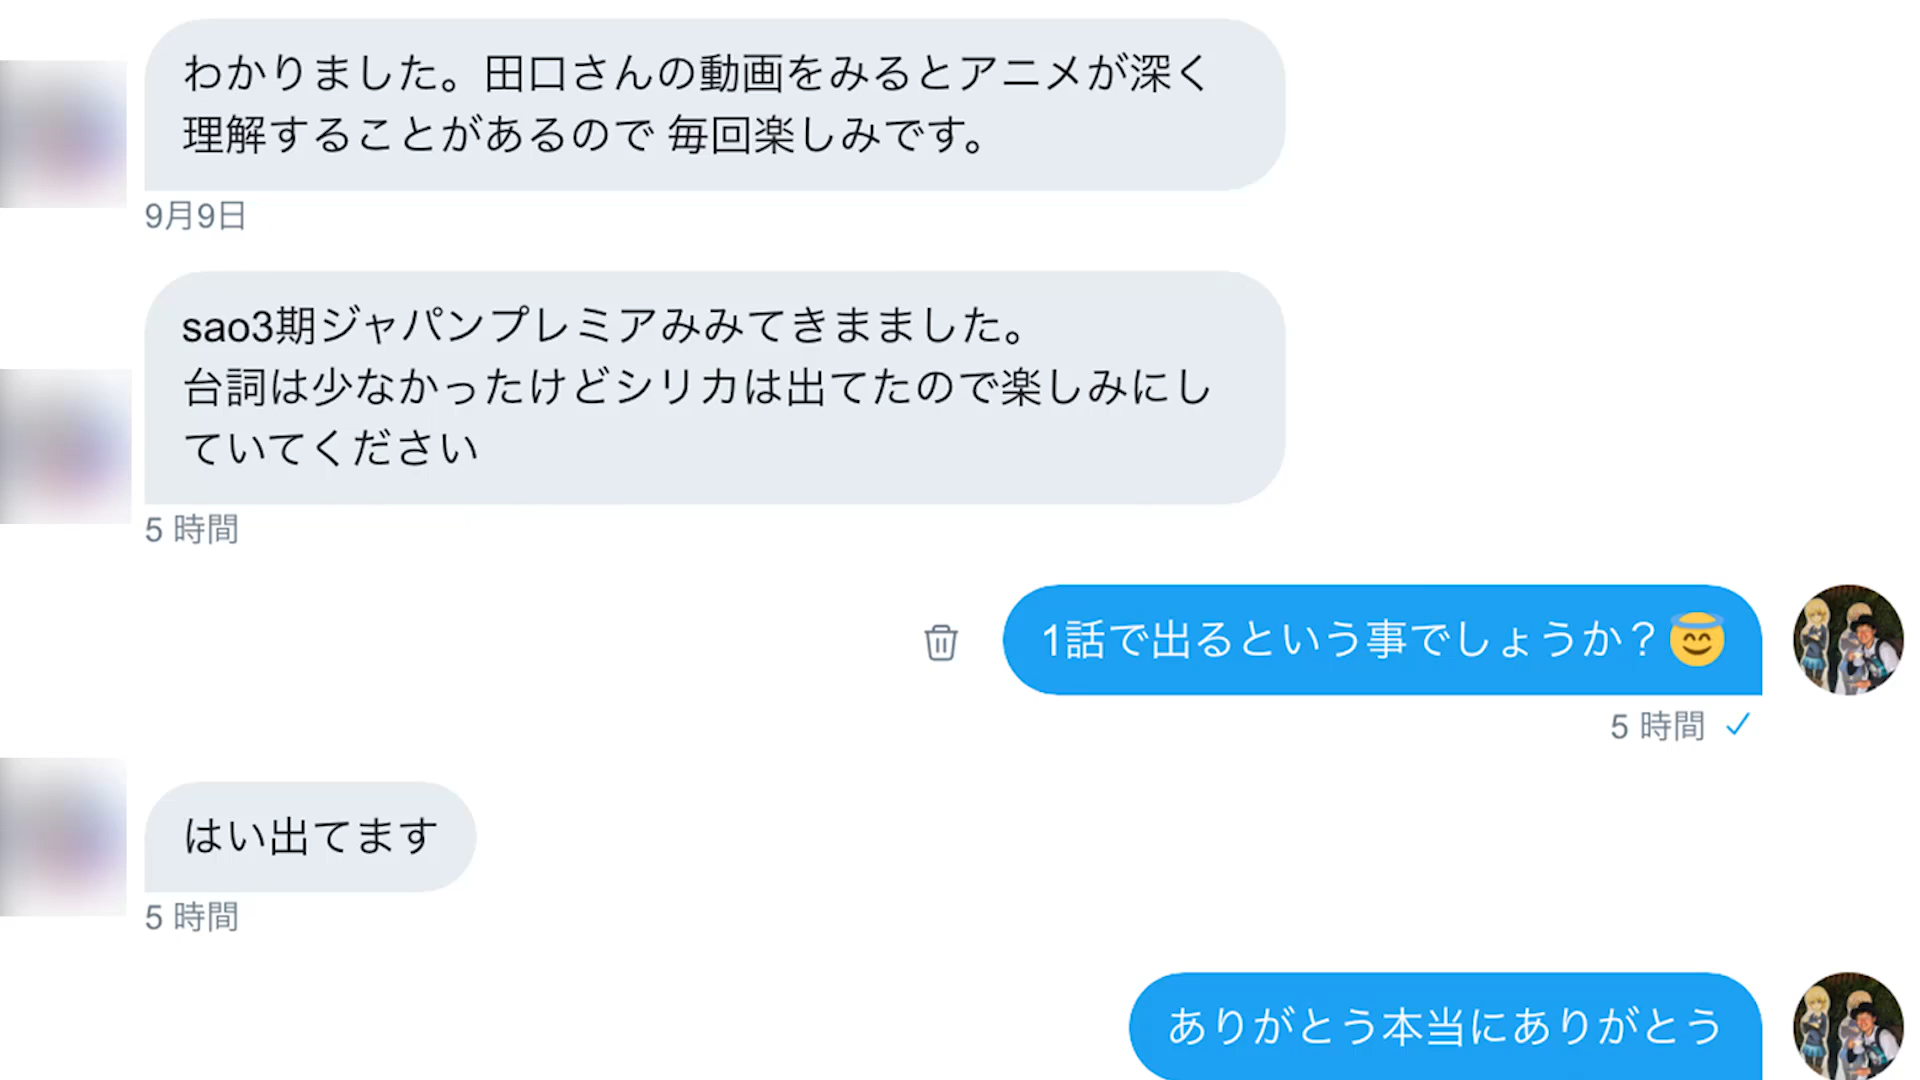 わかりました。田口さんの動画をみるとアニメが深く
理解することがあるので 毎回楽しみです。
9月9日
sao3期ジャパンプレミアみみてきまました。
台詞は少なかったけどシリカは出てたので楽しみにし
ていてください
5 時間
1話で出るという事でしょうか？😇
5 時間 ✓
はい出てます
5 時間
ありがとう本当にありがとう